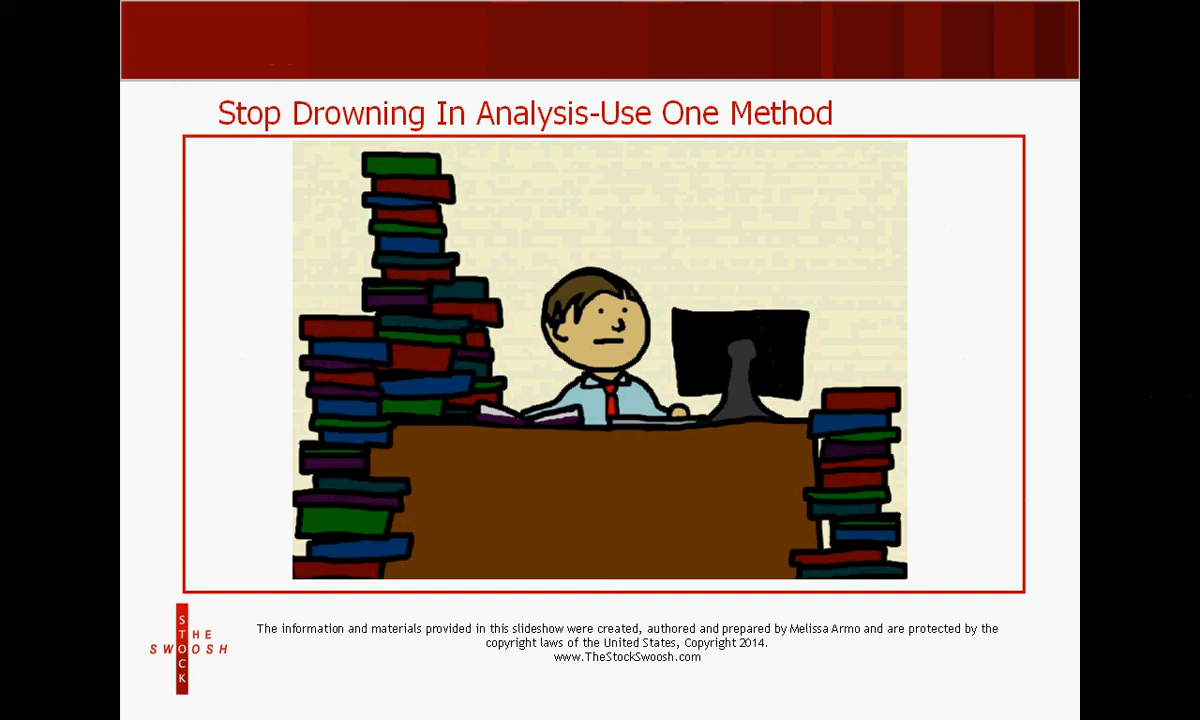 Stop Drowning In Analysis-Use One Method
The information and materials provided in this slideshow were created, authored and prepared by Melissa Armo and are protected by the
copyright laws of the United States, Copyright 2014.
www.TheStockSwoosh.com
THE
SWOOSH
STOCK